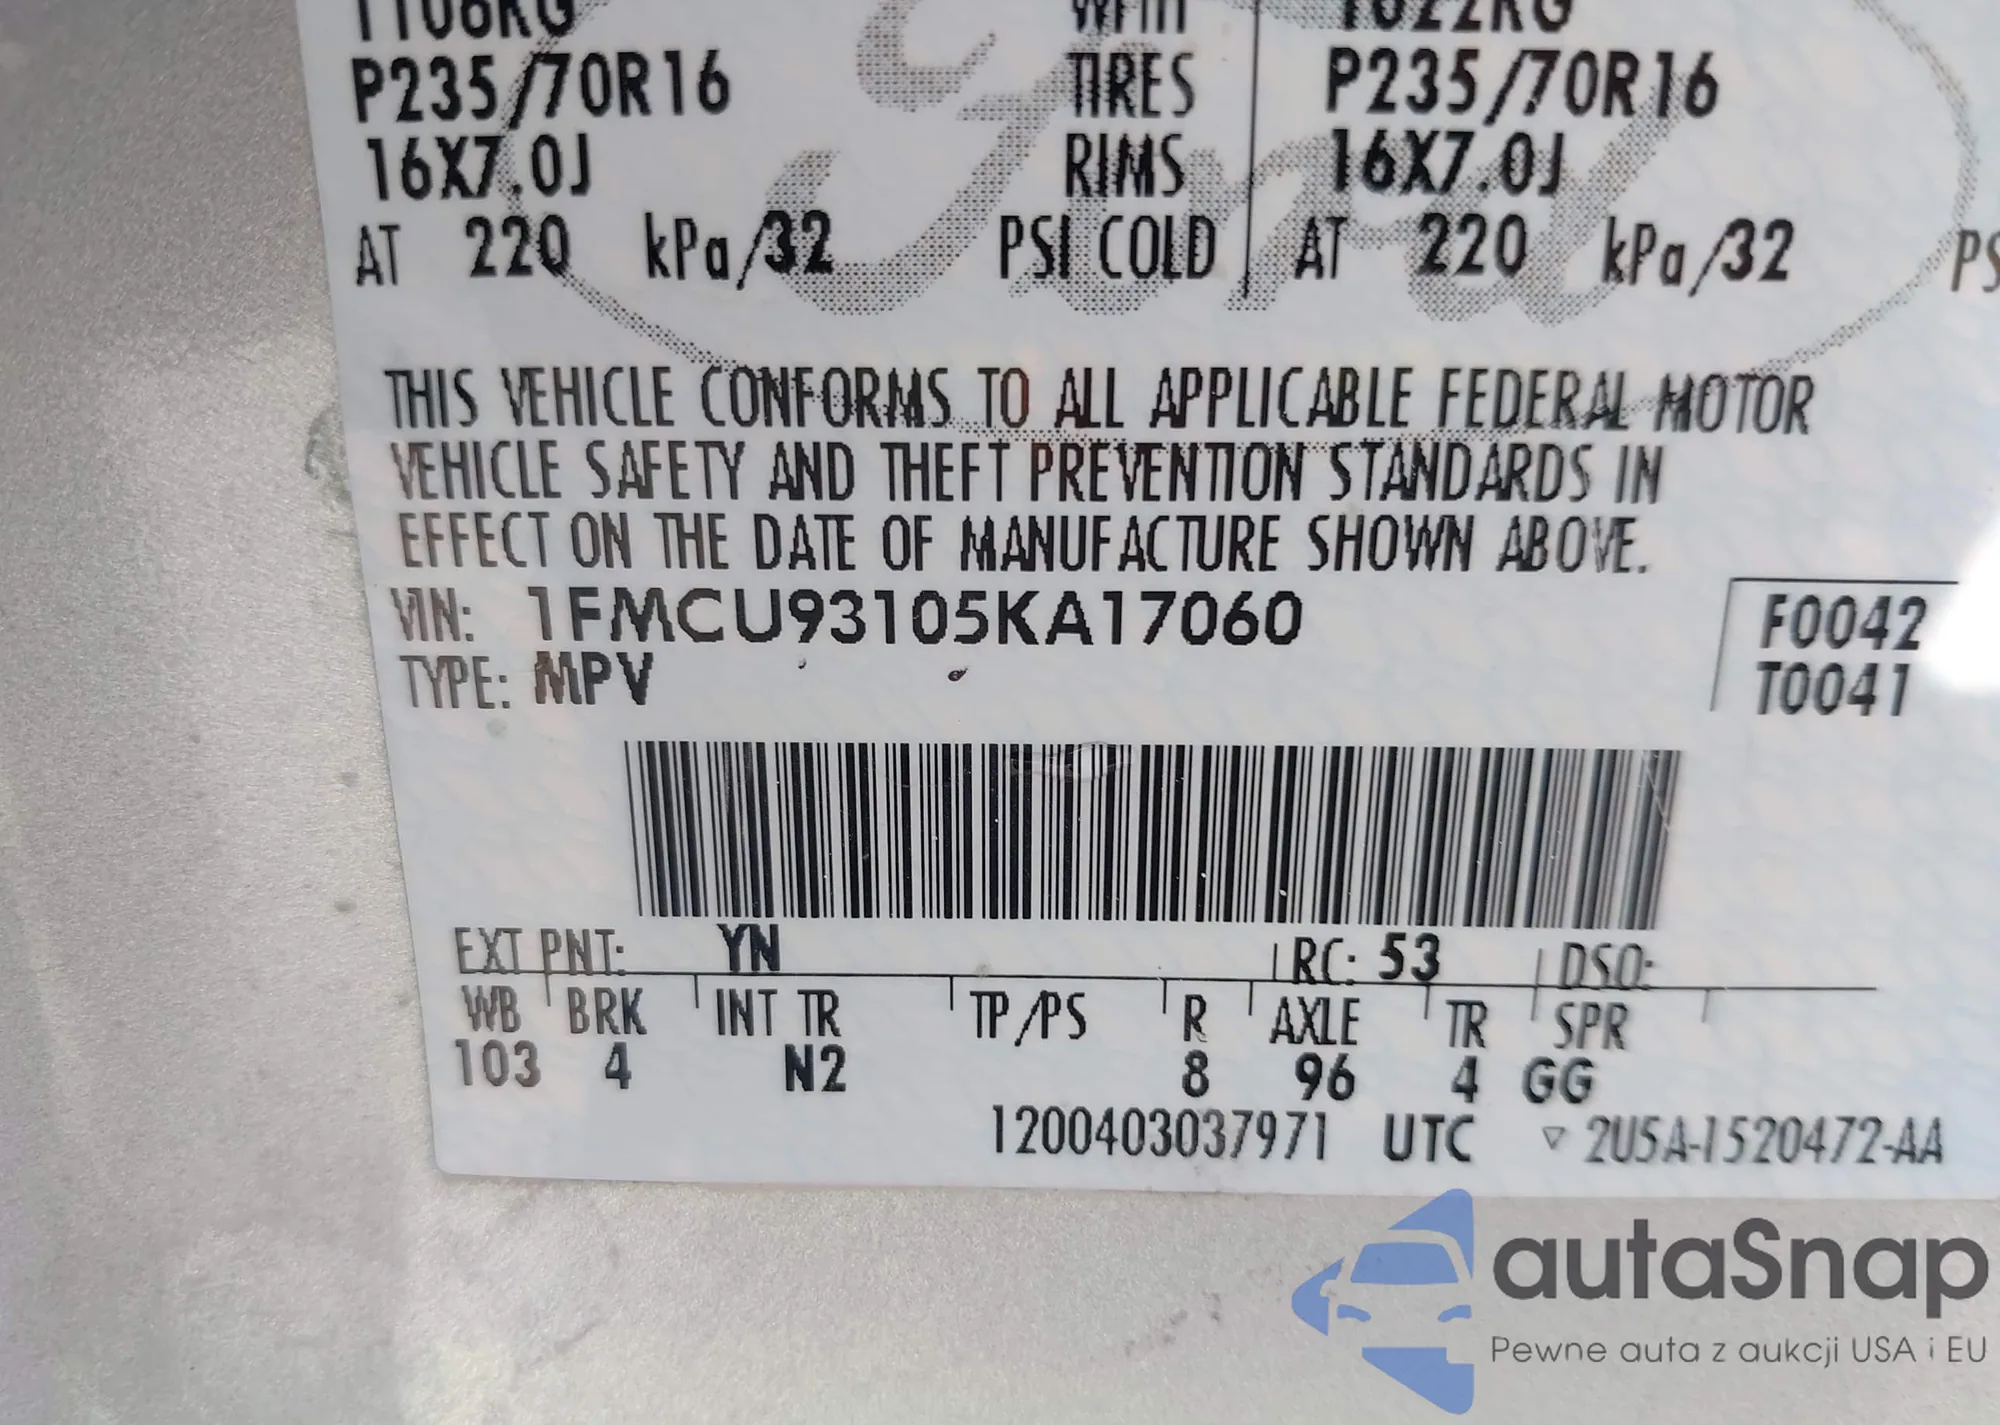 1106KG WITH 1022KG
P235/70R16 TIRES P235/70R16
16X7.0J RIMS 16X7.0J
AT 220 kPa/32 PSI COLD AT 220 kPa/32 PS
THIS VEHICLE CONFORMS TO ALL APPLICABLE FEDERAL MOTOR
VEHICLE SAFETY AND THEFT PREVENTION STANDARDS IN
EFFECT ON THE DATE OF MANUFACTURE SHOWN ABOVE.
VIN: 1FMCU93105KA17060
F0042
TYPE: MPV
T0041
EXT PNT: YN RC: 53 DSO:
WB BRK INT TR TP/PS R AXLE TR SPR
103 4 N2 8 96 4 GG
1200403037971 UTC ▽ 2U5A-1520472-AA
autaSnap
Pewne auta z aukcji USA i EU